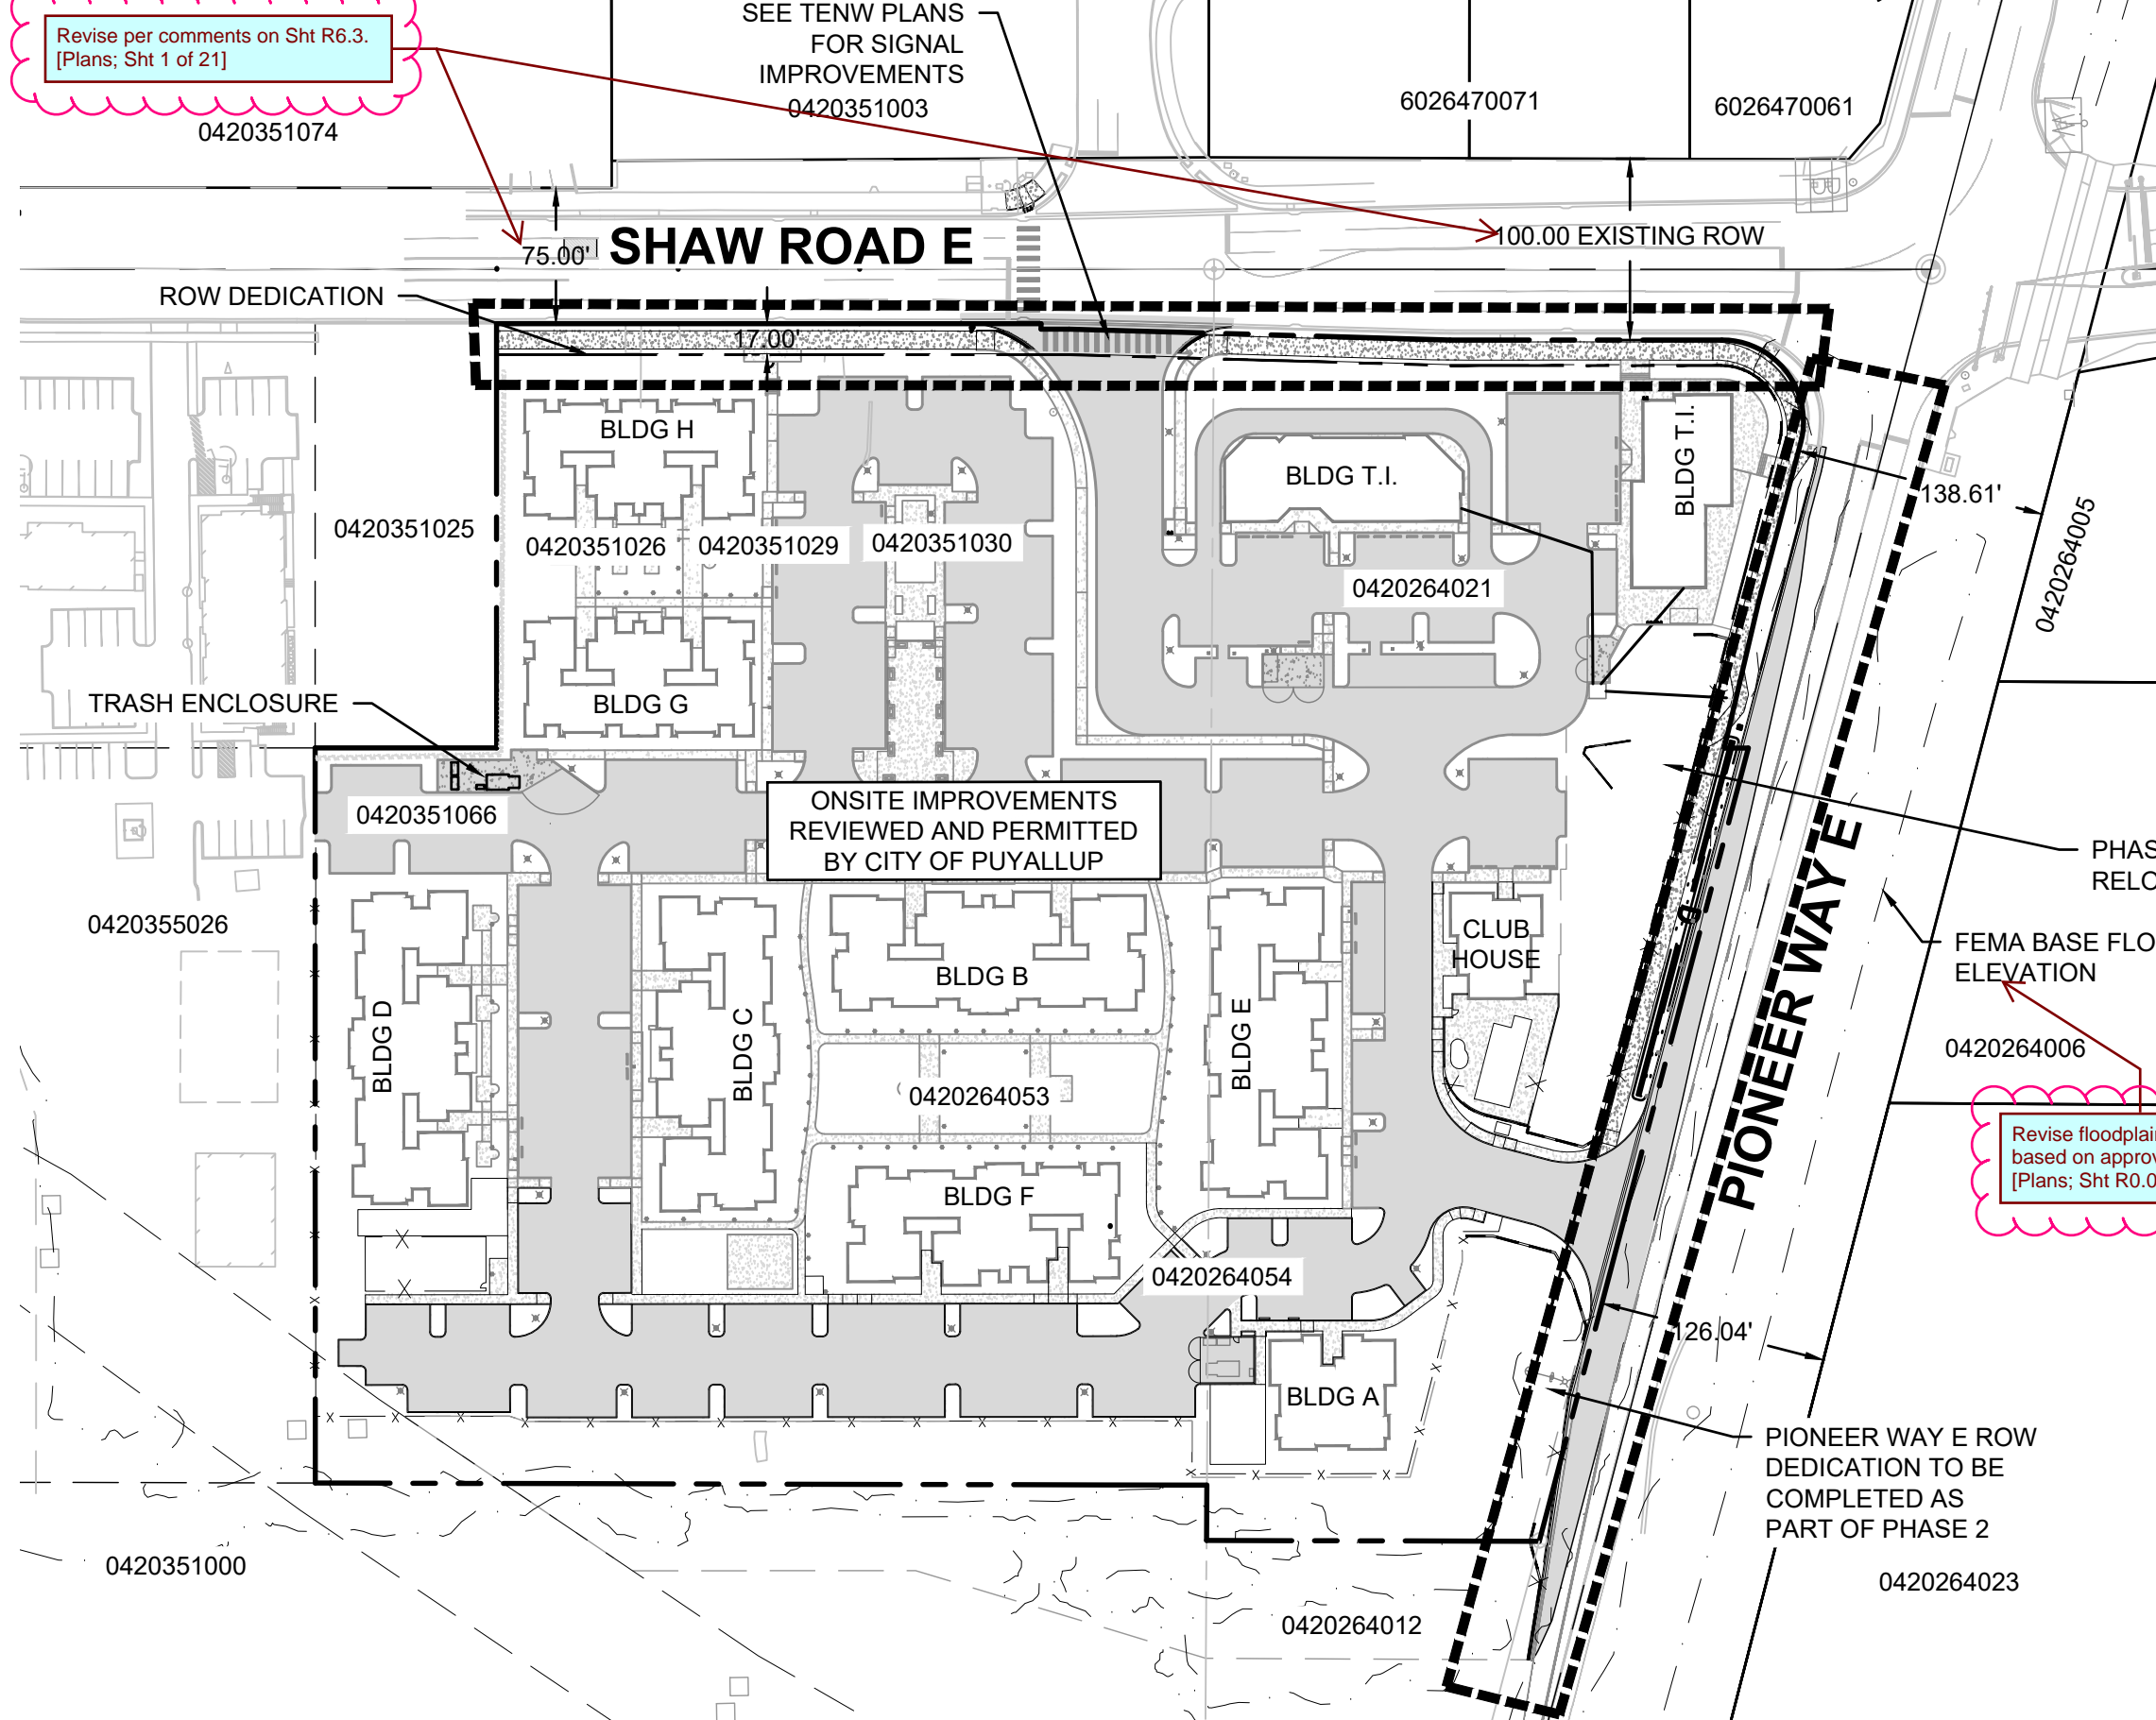 Revise per comments on Sht R6.3.
[Plans; Sht 1 of 21]
SEE TENW PLANS
FOR SIGNAL
IMPROVEMENTS
0420351003
0420351074
6026470071
6026470061
75.00'
SHAW ROAD E
100.00 EXISTING ROW
ROW DEDICATION
17.00'
BLDG H
BLDG T.I.
BLDG T.I.
138.61'
0420264005
0420351025
0420351026
0420351029
0420351030
0420264021
BLDG G
TRASH ENCLOSURE
0420351066
ONSITE IMPROVEMENTS
REVIEWED AND PERMITTED
BY CITY OF PUYALLUP
PHAS
RELO
0420355026
CLUB
HOUSE
FEMA BASE FLO
ELEVATION
BLDG B
BLDG D
BLDG C
BLDG E
PIONEER WAY E
0420264006
0420264053
Revise floodplai
based on approv
[Plans; Sht R0.0
BLDG F
0420264054
126.04'
BLDG A
PIONEER WAY E ROW
DEDICATION TO BE
COMPLETED AS
PART OF PHASE 2
0420351000
0420264023
0420264012